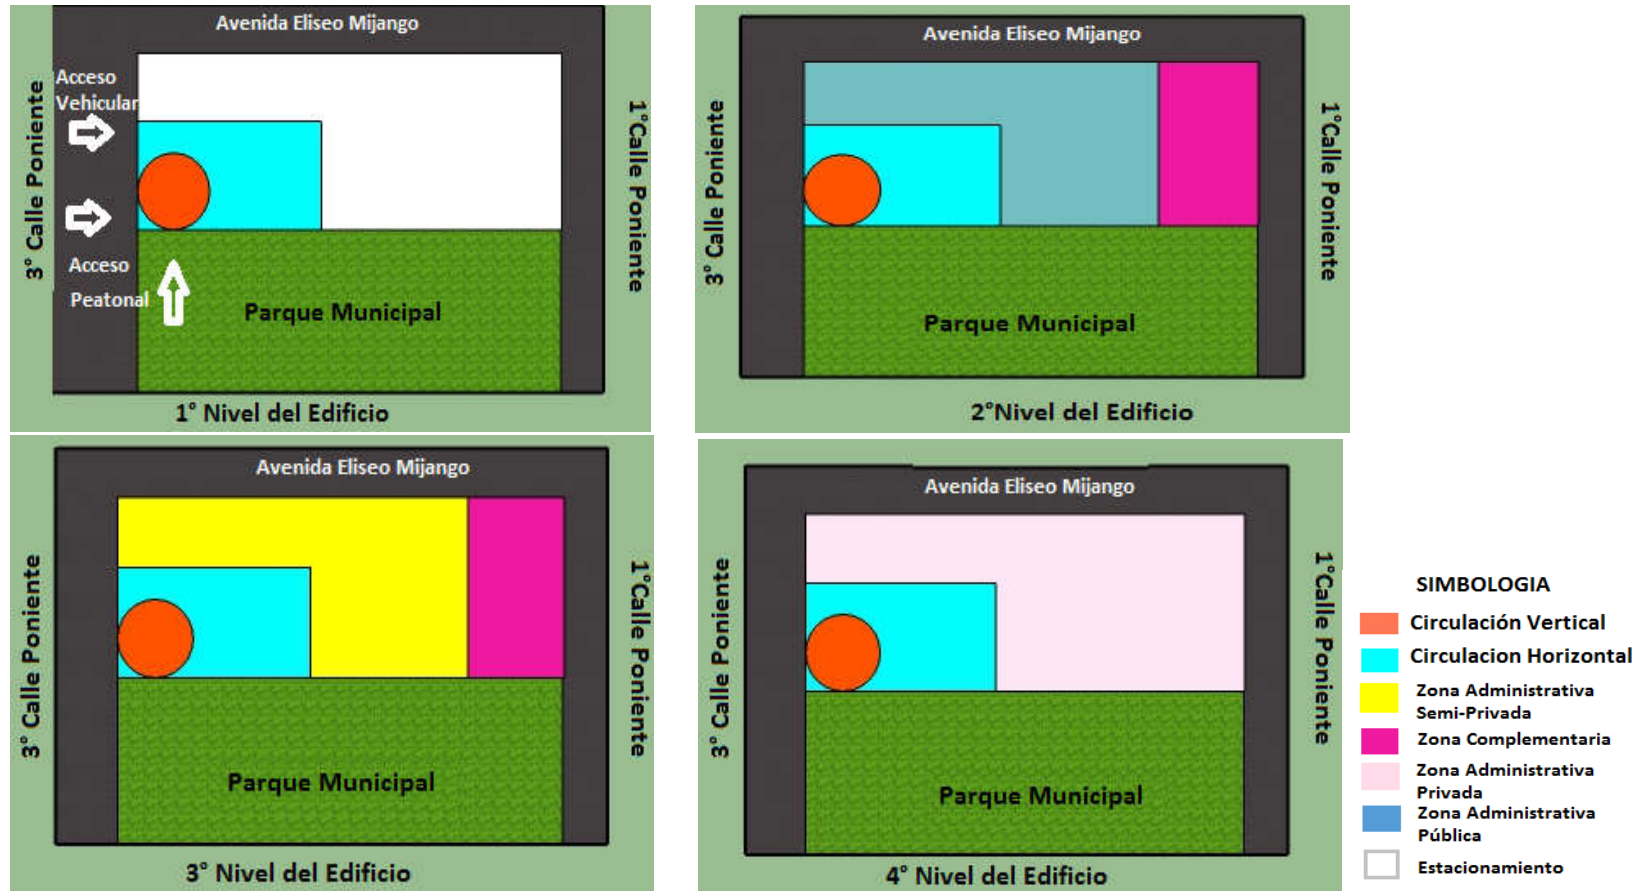 Avenida Eliseo Mijango
Acceso
Vehicular
3° Calle Poniente
1°Calle Poniente
Acceso
Peatonal
Parque Municipal
1° Nivel del Edificio
Avenida Eliseo Mijango
3° Calle Poniente
1°Calle Poniente
Parque Municipal
2°Nivel del Edificio
Avenida Eliseo Mijango
3° Calle Poniente
1°Calle Poniente
Parque Municipal
3° Nivel del Edificio
Avenida Eliseo Mijango
3° Calle Poniente
1°Calle Poniente
Parque Municipal
4° Nivel del Edificio
SIMBOLOGIA
Circulación Vertical
Circulacion Horizontal
Zona Administrativa
Semi-Privada
Zona Complementaria
Zona Administrativa
Privada
Zona Administrativa
Pública
Estacionamiento